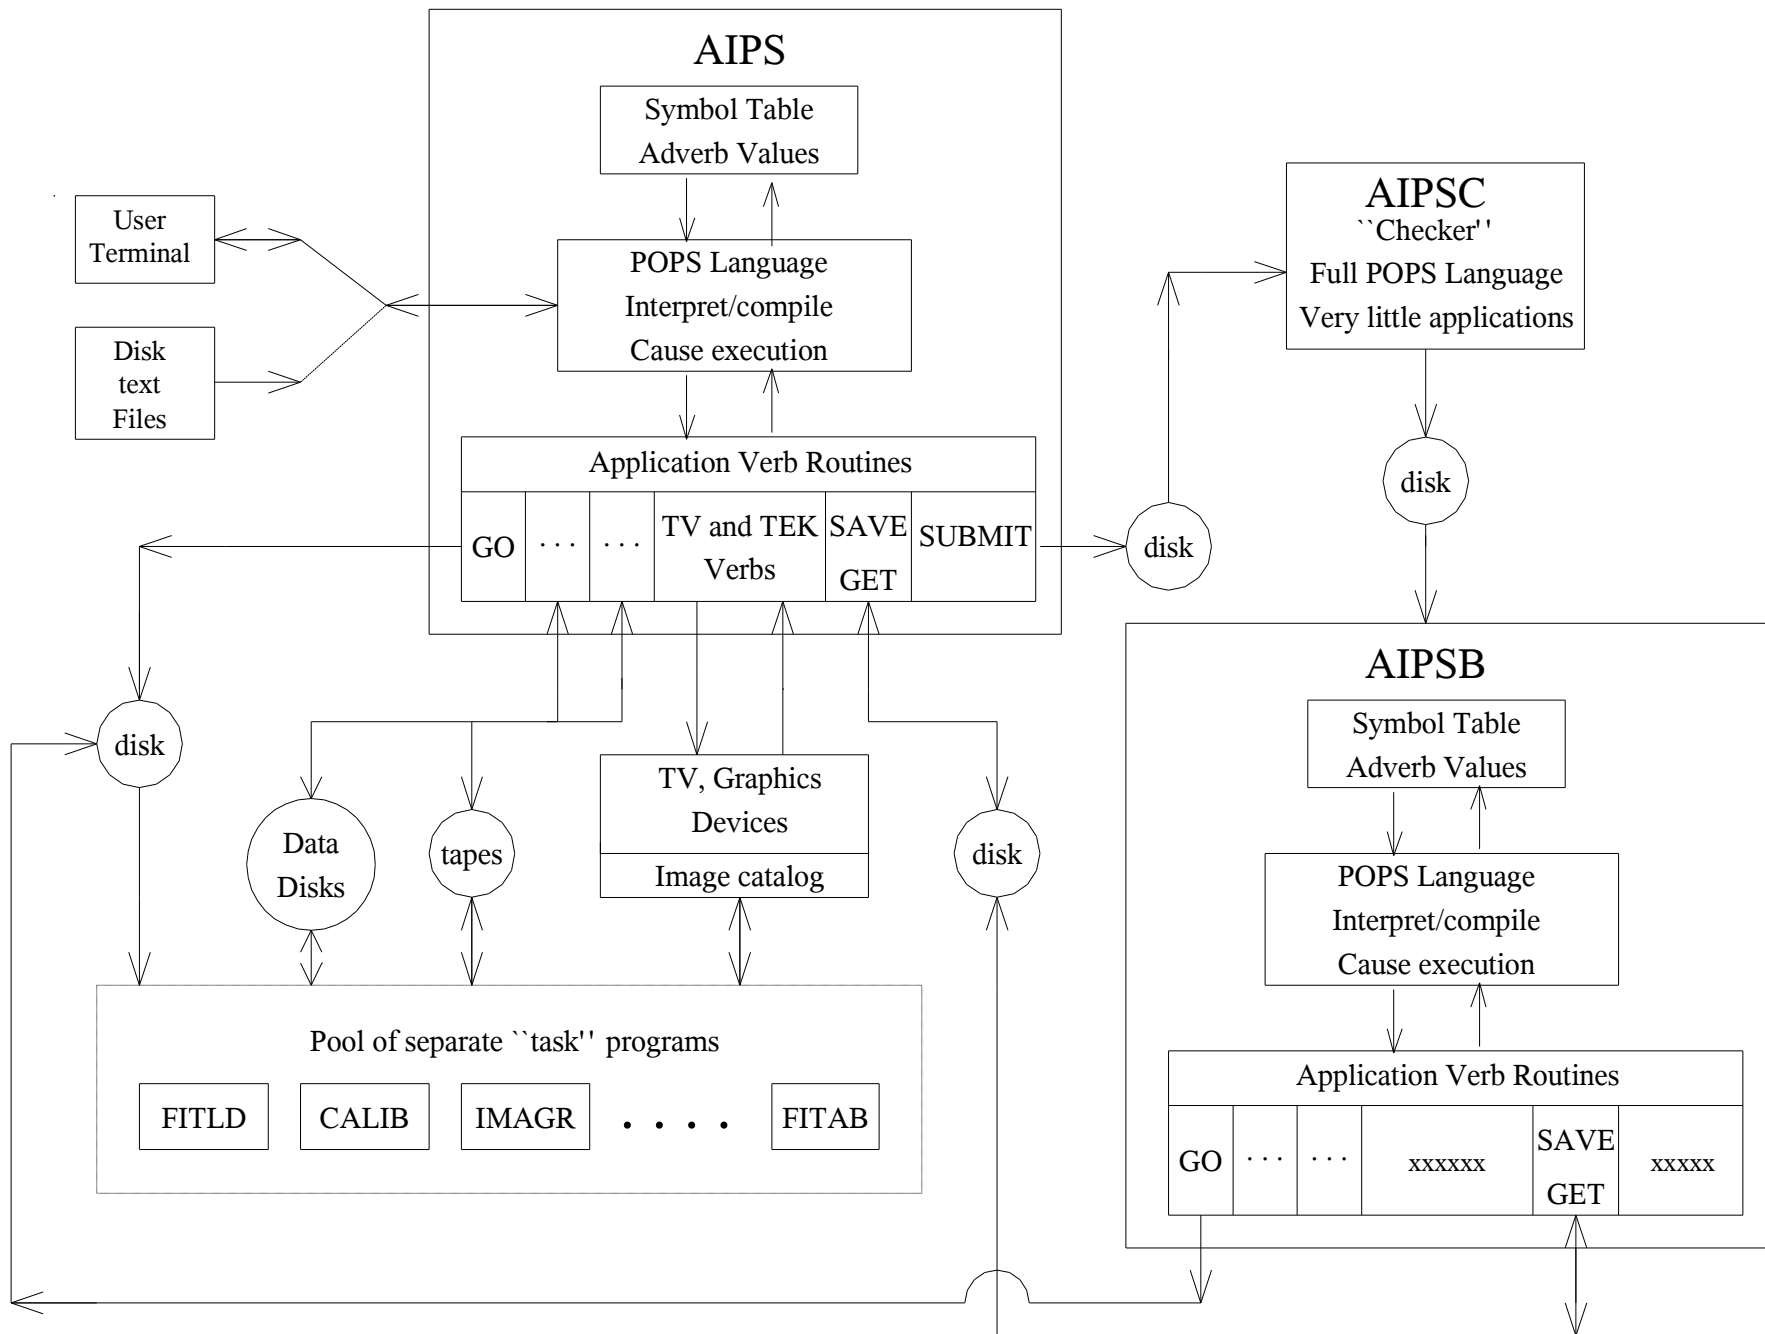 AIPS
Symbol Table
Adverb Values
User
Terminal
Disk
text
Files
POPS Language
Interpret/compile
Cause execution
Application Verb Routines
GO
. . .
. . .
TV and TEK
Verbs
SAVE
GET
SUBMIT
disk
AIPSC
``Checker''
Full POPS Language
Very little applications
disk
disk
Data
Disks
tapes
TV, Graphics
Devices
Image catalog
disk
Pool of separate ``task'' programs
FITLD
CALIB
IMAGR
. . . .
FITAB
AIPSB
Symbol Table
Adverb Values
POPS Language
Interpret/compile
Cause execution
Application Verb Routines
GO
. . .
. . .
xxxxxx
SAVE
GET
xxxxx